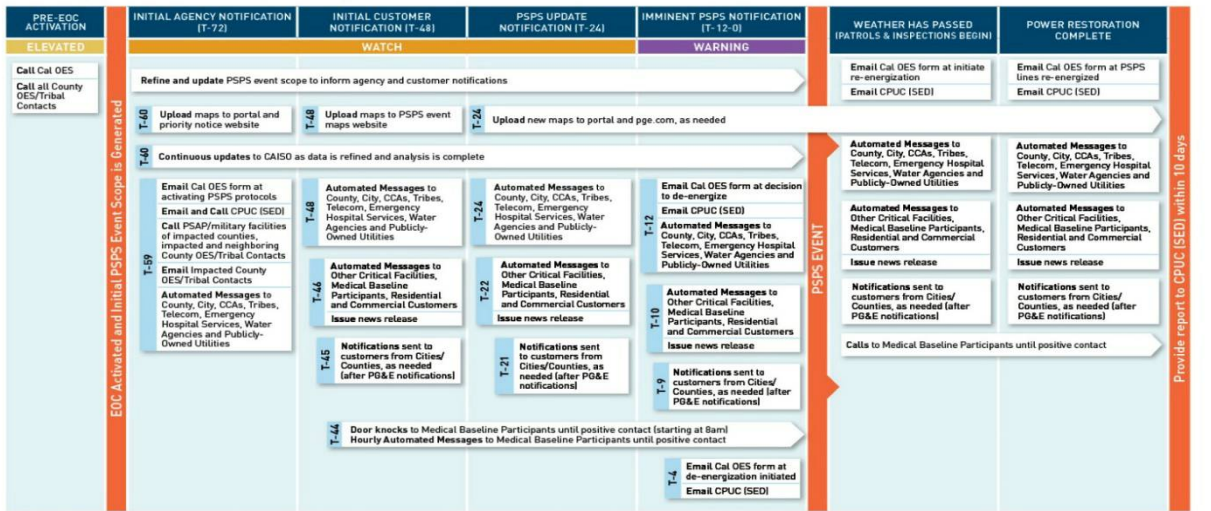 PRE-EOC
ACTIVATION
INITIAL AGENCY NOTIFICATION
(T-72)
INITIAL CUSTOMER
NOTIFICATION (T-48)
PSPS UPDATE
NOTIFICATION (T-24)
IMMINENT PSPS NOTIFICATION
(T-12-0)
WEATHER HAS PASSED
(PATROLS & INSPECTIONS BEGIN)
POWER RESTORATION
COMPLETE
ELEVATED
WATCH
WARNING
Call Cal OES
Call all County
OES/Tribal
Contacts
EOC Activated and Initial PSPS Event Scope is Generated
Refine and update PSPS event scope to inform agency and customer notifications
T-60
Upload maps to portal and
priority notice website
T-48
Upload maps to PSPS event
maps website
T-24
Upload new maps to portal and pge.com, as needed
T-60
Continuous updates to CAISO as data is refined and analysis is complete
T-59
Email Cal OES form at
activating PSPS protocols
Email and Call CPUC (SED)
Call PSAP/military facilities
of impacted counties,
impacted and neighboring
County OES/Tribal Contacts
Email Impacted County
OES/Tribal Contacts
Automated Messages to
County, City, CCAs, Tribes,
Telecom, Emergency Hospital
Services, Water
Agencies and Publicly-
Owned Utilities
T-48
Automated Messages to
County, City, CCAs, Tribes,
Telecom, Emergency
Hospital Services, Water
Agencies and Publicly-
Owned Utilities
T-46
Automated Messages to
Other Critical Facilities,
Medical Baseline
Participants, Residential
and Commercial Customers
Issue news release
T-45
Notifications sent to
customers from Cities/
Counties, as needed
(after PG&E notifications)
T-24
Automated Messages to
County, City, CCAs, Tribes,
Telecom, Emergency
Hospital Services, Water
Agencies and Publicly-
Owned Utilities
T-22
Automated Messages to
Other Critical Facilities,
Medical Baseline
Participants, Residential
and Commercial Customers
Issue news release
T-21
Notifications sent
to customers from
Cities/Counties, as
needed (after PG&E
notifications)
T-12
Email Cal OES form at decision
to de-energize
Email CPUC (SED)
Automated Messages to
County, City, CCAs, Tribes,
Telecom, Emergency Hospital
Services, Water Agencies and
Publicly-Owned Utilities
T-10
Automated Messages to
Other Critical Facilities,
Medical Baseline
Participants, Residential
and Commercial Customers
Issue news release
T-9
Notifications sent to
customers from Cities/
Counties, as needed (after
PG&E notifications)
T-44
Door knocks to Medical Baseline Participants until positive contact (starting at 8am)
Hourly Automated Messages to Medical Baseline Participants until positive contact
T-4
Email Cal OES form at
de-energization initiated
Email CPUC (SED)
PSPS EVENT
Email Cal OES form at initiate
re-energization
Email CPUC (SED)
Automated Messages to
County, City, CCAs, Tribes,
Telecom, Emergency Hospital
Services, Water Agencies and
Publicly-Owned Utilities
Automated Messages to
Other Critical Facilities,
Medical Baseline Participants,
Residential and Commercial
Customers
Issue news release
Notifications sent to
customers from Cities/
Counties, as needed (after
PG&E notifications)
Email Cal OES form at PSPS
lines re-energized
Email CPUC (SED)
Automated Messages to
County, City, CCAs, Tribes,
Telecom, Emergency Hospital
Services, Water Agencies and
Publicly-Owned Utilities
Automated Messages to
Other Critical Facilities,
Medical Baseline Participants,
Residential and Commercial
Customers
Issue news release
Notifications sent to
customers from Cities/
Counties, as needed (after
PG&E notifications)
Calls to Medical Baseline Participants until positive contact
Provide report to CPUC (SED) within 10 days